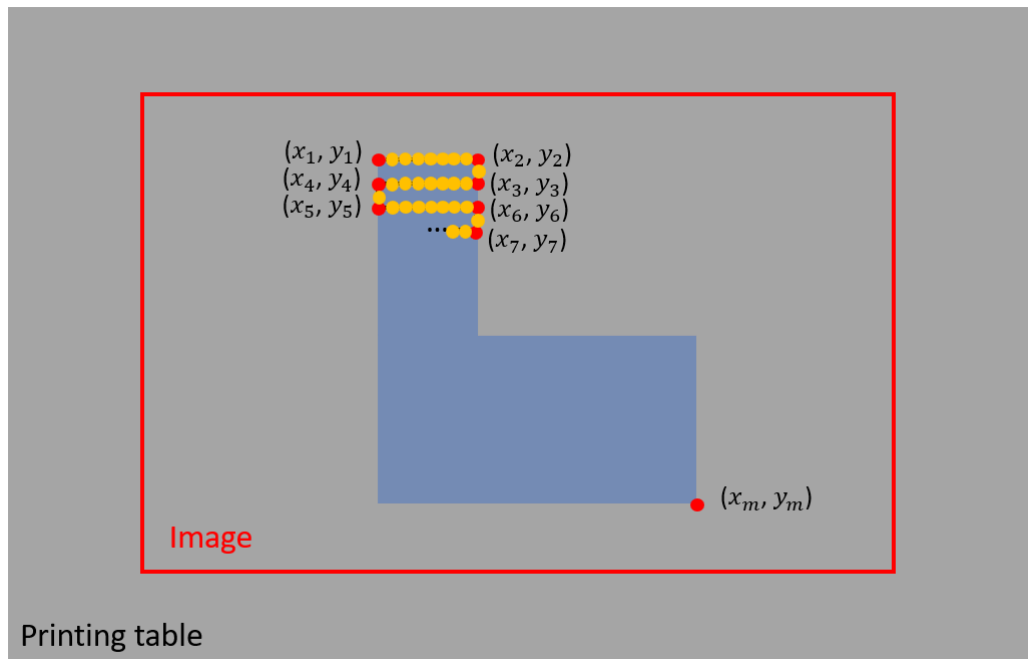 (x₁, y₁) (x₂, y₂)
(x₄, y₄) (x₃, y₃)
(x₅, y₅) (x₆, y₆)
... (x₇, y₇)
(xₘ, yₘ)
Image
Printing table